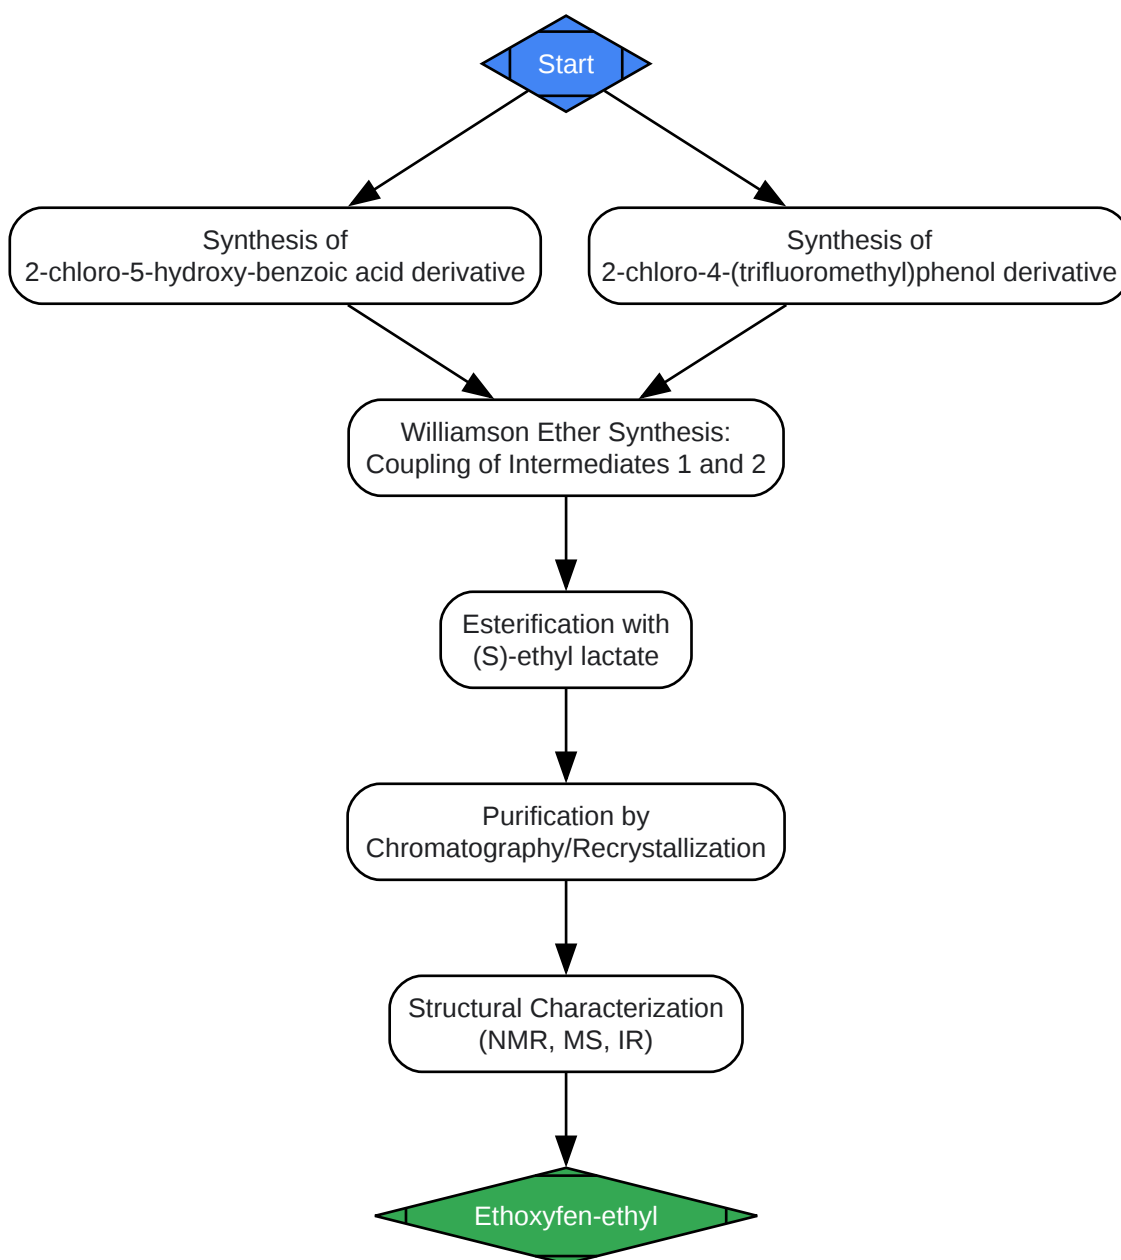 Start
Synthesis of
2-chloro-5-hydroxy-benzoic acid derivative
Synthesis of
2-chloro-4-(trifluoromethyl)phenol derivative
Williamson Ether Synthesis:
Coupling of Intermediates 1 and 2
Esterification with
(S)-ethyl lactate
Purification by
Chromatography/Recrystallization
Structural Characterization
(NMR, MS, IR)
Ethoxyfen-ethyl